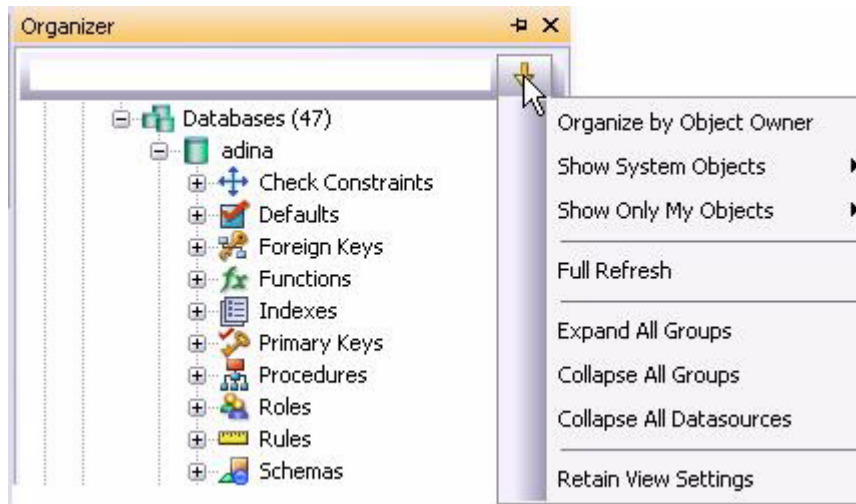 Organizer
Databases (47)
adina
Check Constraints
Defaults
Foreign Keys
fx Functions
Indexes
Primary Keys
Procedures
Roles
Rules
Schemas
Organize by Object Owner
Show System Objects
Show Only My Objects
Full Refresh
Expand All Groups
Collapse All Groups
Collapse All Datasources
Retain View Settings